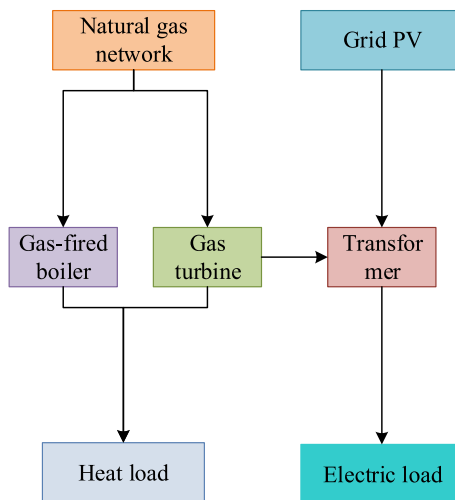 Natural gas
network
Grid PV
Gas-fired
boiler
Gas
turbine
Transfor
mer
Heat load
Electric load